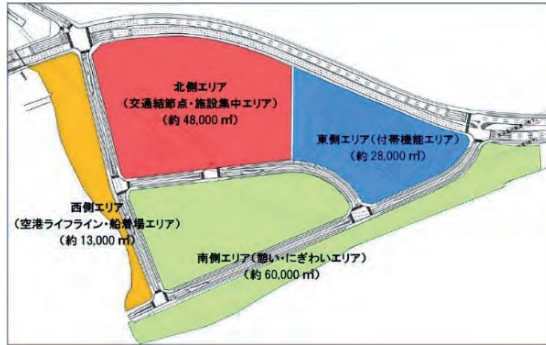 北側エリア
(交通結節点・施設集中エリア)
(約 48,000 ㎡)
東側エリア(付帯機能エリア)
(約 28,000 ㎡)
西側エリア
(空港ライフライン・船着場エリア)
(約 13,000 ㎡)
南側エリア(憩い・にぎわいエリア)
(約 60,000 ㎡)